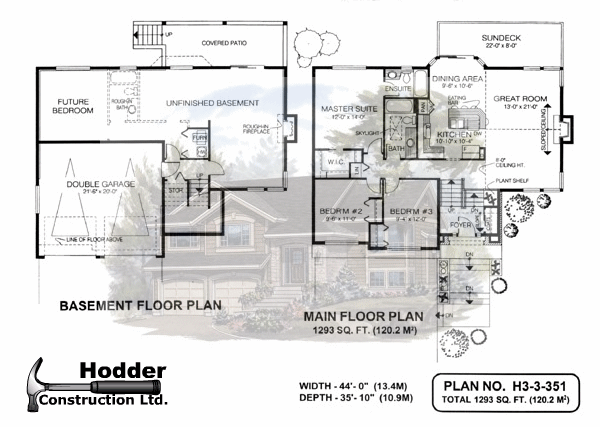 UP
COVERED PATIO
FUTURE
BEDROOM
ROUGH-IN
BATH
UNFINISHED BASEMENT
ROUGH-IN
FIREPLACE
FURN
HW
DOUBLE GARAGE
21'-6" x 20'-0"
STOR.
UP
LINE OF FLOOR ABOVE
BASEMENT FLOOR PLAN
SUNDECK
22'-0" x 8'-0"
ENSUITE
DINING AREA
9'-6" x 10'-6"
MASTER SUITE
12'-0" x 14'-0"
PAN
EATING
BAR
GREAT ROOM
13'-0" x 21'-0"
SLOPED CEILING
SKYLIGHT
BATH
KITCHEN
10'-10" x 10'-4"
DW
F
W.I.C.
LIN
8'-0"
CEILING HT.
PLANT SHELF
BEDRM #2
9'-6" x 11'-0"
BEDRM #3
9'-4" x 12'-0"
UP
FOYER
DN
DN
DN
MAIN FLOOR PLAN
1293 SQ. FT. (120.2 M²)
Hodder
Construction Ltd.
WIDTH - 44'- 0" (13.4M)
DEPTH - 35'- 10" (10.9M)
PLAN NO. H3-3-351
TOTAL 1293 SQ. FT. (120.2 M²)